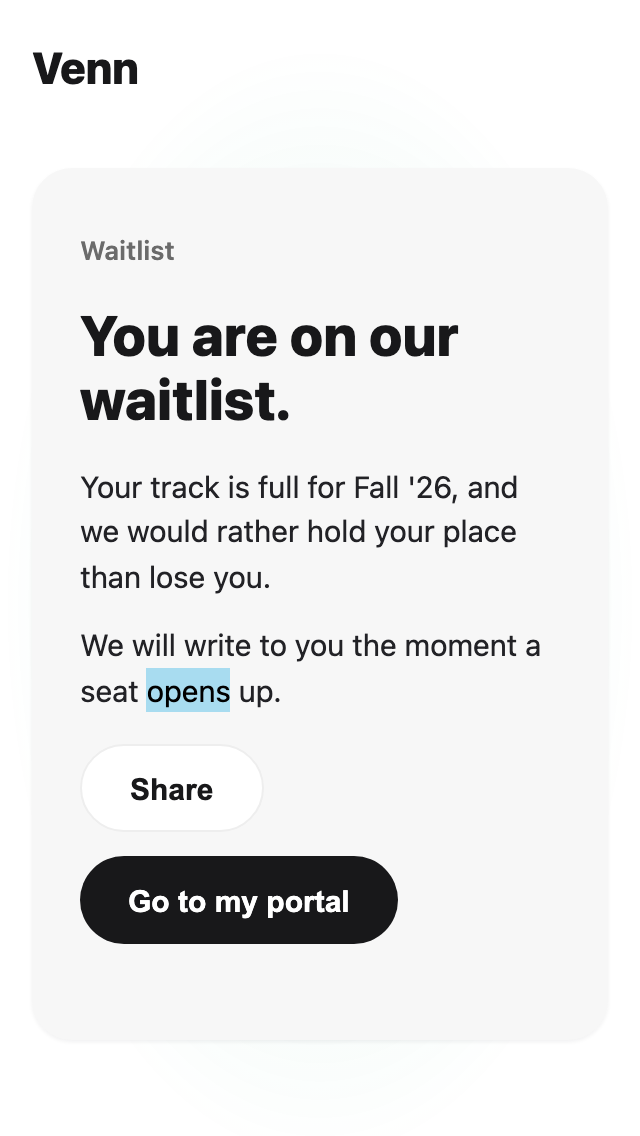 Venn
Waitlist
You are on our
waitlist.
Your track is full for Fall '26, and
we would rather hold your place
than lose you.
We will write to you the moment a
seat opens up.
Share
Go to my portal